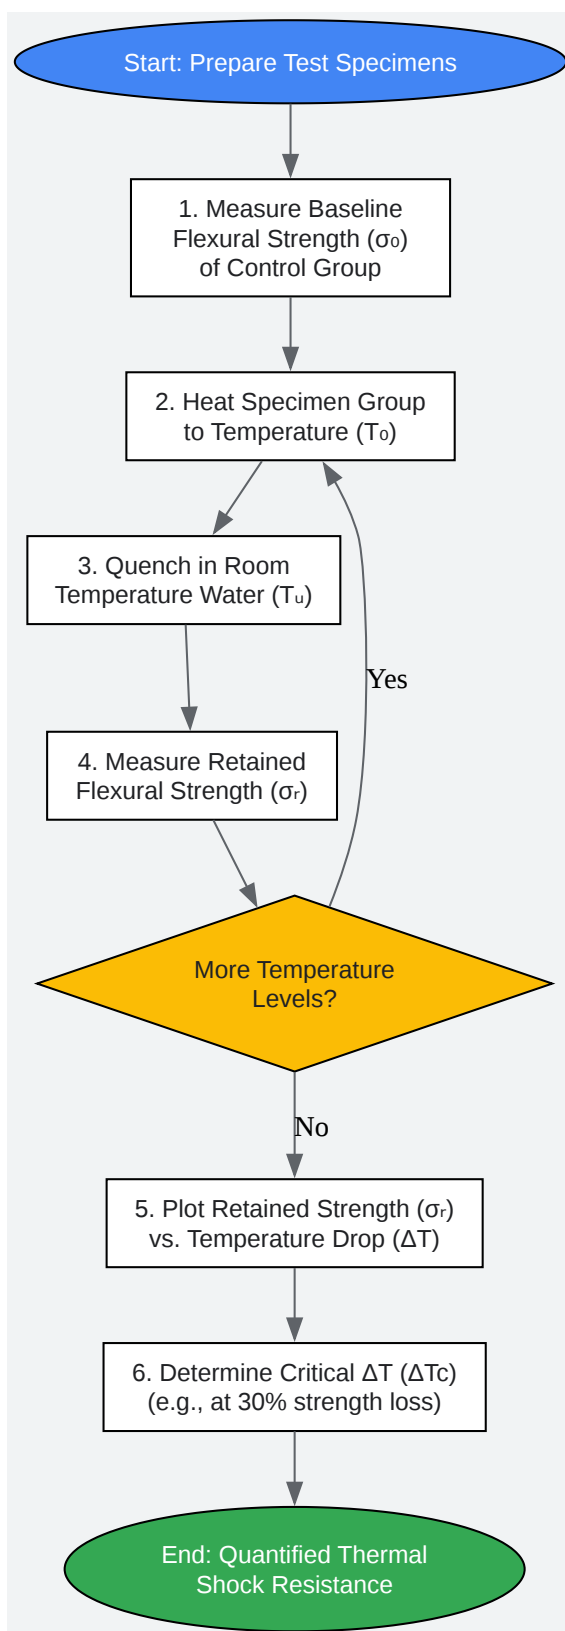 Start: Prepare Test Specimens
1. Measure Baseline
Flexural Strength (σ₀)
of Control Group
2. Heat Specimen Group
to Temperature (T₀)
3. Quench in Room
Temperature Water (Tᵤ)
Yes
4. Measure Retained
Flexural Strength (σᵣ)
More Temperature
Levels?
No
5. Plot Retained Strength (σᵣ)
vs. Temperature Drop (ΔT)
6. Determine Critical ΔT (ΔTc)
(e.g., at 30% strength loss)
End: Quantified Thermal
Shock Resistance